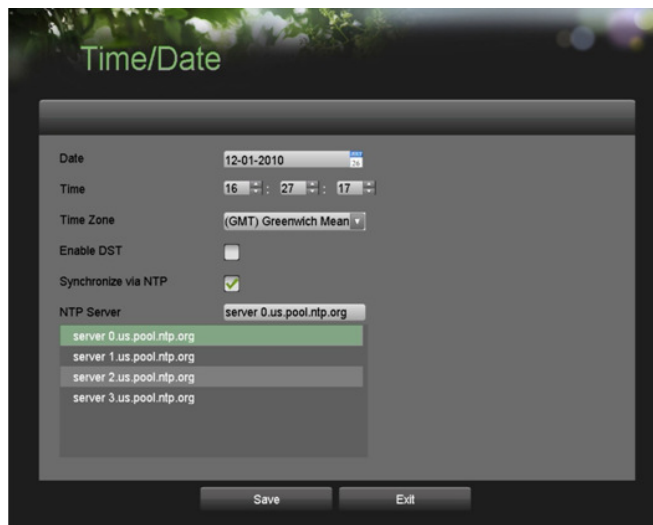 Time/Date
Date 12-01-2010
Time 16 : 27 : 17
Time Zone (GMT) Greenwich Mean
Enable DST
Synchronize via NTP
NTP Server server 0.us.pool.ntp.org
server 0.us.pool.ntp.org
server 1.us.pool.ntp.org
server 2.us.pool.ntp.org
server 3.us.pool.ntp.org
Save Exit